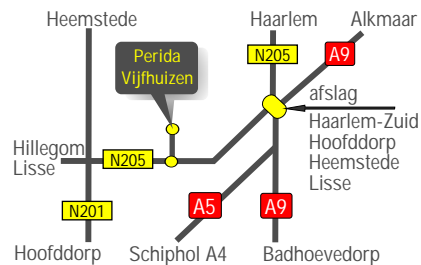 Heemstede
Haarlem
Alkmaar
Perida
Vijfhuizen
N205
A9
afslag
Haarlem-Zuid
Hoofddorp
Heemstede
Lisse
Hillegom
Lisse
N205
N201
A5
A9
Hoofddorp
Schiphol A4
Badhoevedorp